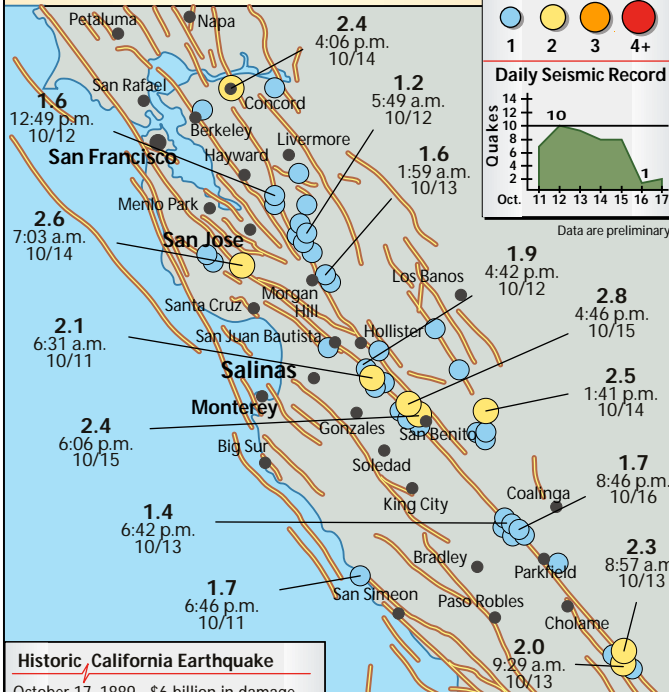 Petaluma
Napa
2.4
4:06 p.m.
10/14
San Rafael
Concord
1.2
5:49 a.m.
10/12
1.6
12:49 p.m.
10/12
Berkeley
Livermore
San Francisco
Hayward
1.6
1:59 a.m.
10/13
Menlo Park
2.6
7:03 a.m.
10/14
San Jose
1.9
4:42 p.m.
10/12
Los Banos
Morgan
Hill
2.8
4:46 p.m.
10/15
Santa Cruz
2.1
6:31 a.m.
10/11
San Juan Bautista
Hollister
Salinas
2.5
1:41 p.m.
10/14
Monterey
2.4
6:06 p.m.
10/15
Gonzales
San Benito
Big Sur
Soledad
1.7
8:46 p.m.
10/16
King City
Coalinga
1.4
6:42 p.m.
10/13
Bradley
Parkfield
2.3
8:57 a.m
10/13
1.7
6:46 p.m.
10/11
San Simeon
Paso Robles
Cholame
2.0
9:29 a.m.
10/13
1 2 3 4+
Daily Seismic Record
Quakes
14
12
10
8
6
4
2
10
1
Oct. 11 12 13 14 15 16 17
Data are preliminary
Historic California Earthquake
October 17, 1989 - $6 billion in damage